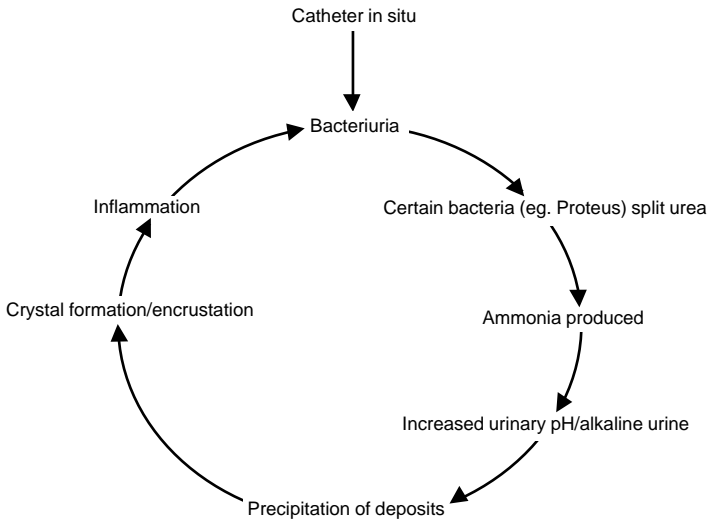 Catheter in situ
Bacteriuria
Certain bacteria (eg. Proteus) split urea
Ammonia produced
Increased urinary pH/alkaline urine
Precipitation of deposits
Crystal formation/encrustation
Inflammation